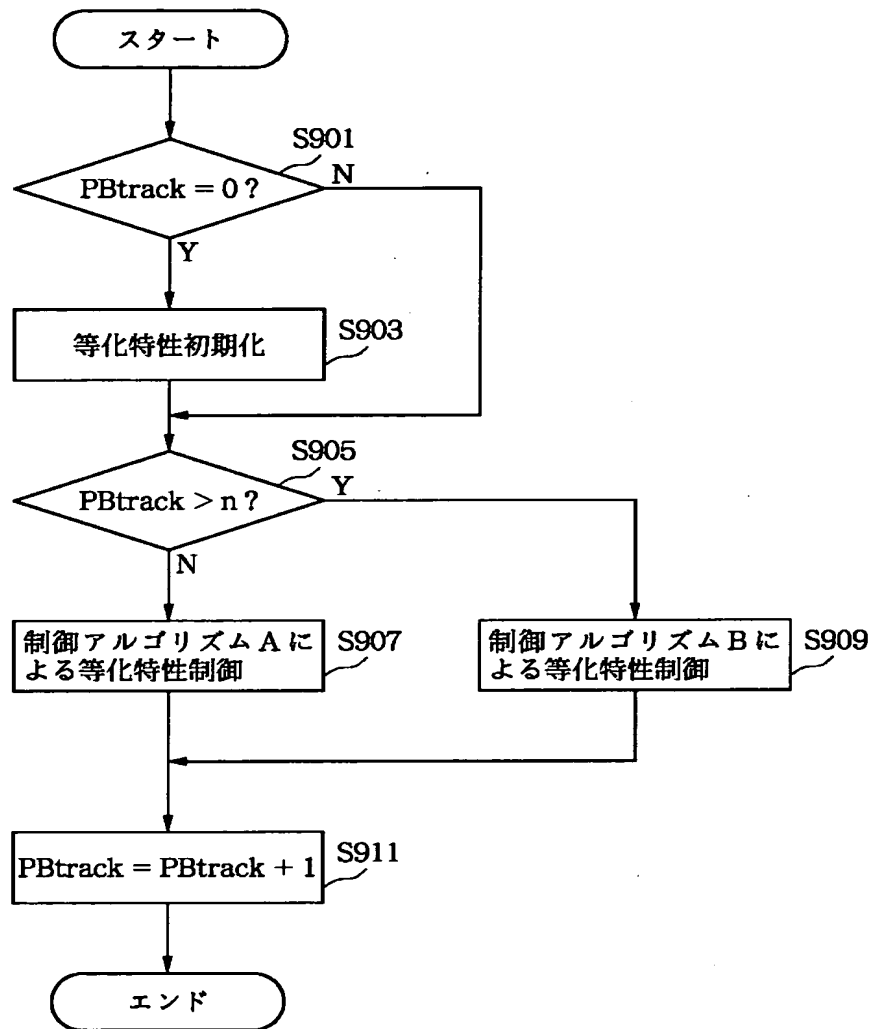 スタート
S901
PBtrack = 0 ?
N
Y
等化特性初期化
S903
S905
PBtrack > n ?
Y
N
制御アルゴリズム A に
よる等化特性制御
S907
制御アルゴリズム B に
よる等化特性制御
S909
PBtrack = PBtrack + 1
S911
エンド